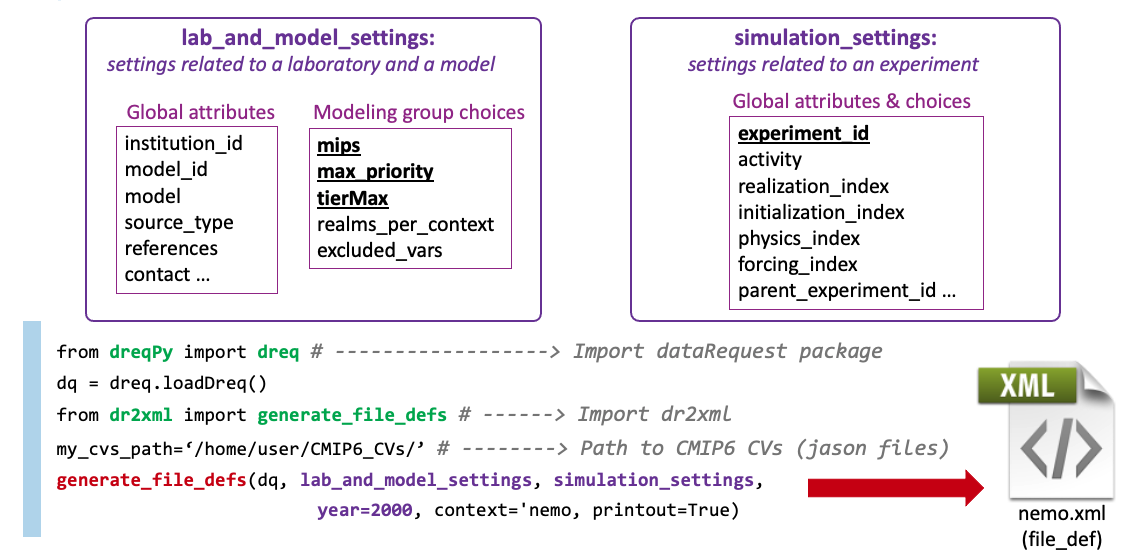 lab_and_model_settings:
settings related to a laboratory and a model
Global attributes
institution_id
model_id
model
source_type
references
contact ...
Modeling group choices
mips
max_priority
tierMax
realms_per_context
excluded_vars
simulation_settings:
settings related to an experiment
Global attributes & choices
experiment_id
activity
realization_index
initialization_index
physics_index
forcing_index
parent_experiment_id ...
from dreqPy import dreq # ------------------> Import dataRequest package
dq = dreq.loadDreq()
from dr2xml import generate_file_defs # ------> Import dr2xml
my_cvs_path=‘/home/user/CMIP6_CVs/’ # --------> Path to CMIP6 CVs (jason files)
generate_file_defs(dq, lab_and_model_settings, simulation_settings,
year=2000, context='nemo, printout=True)
XML
</>
nemo.xml
(file_def)